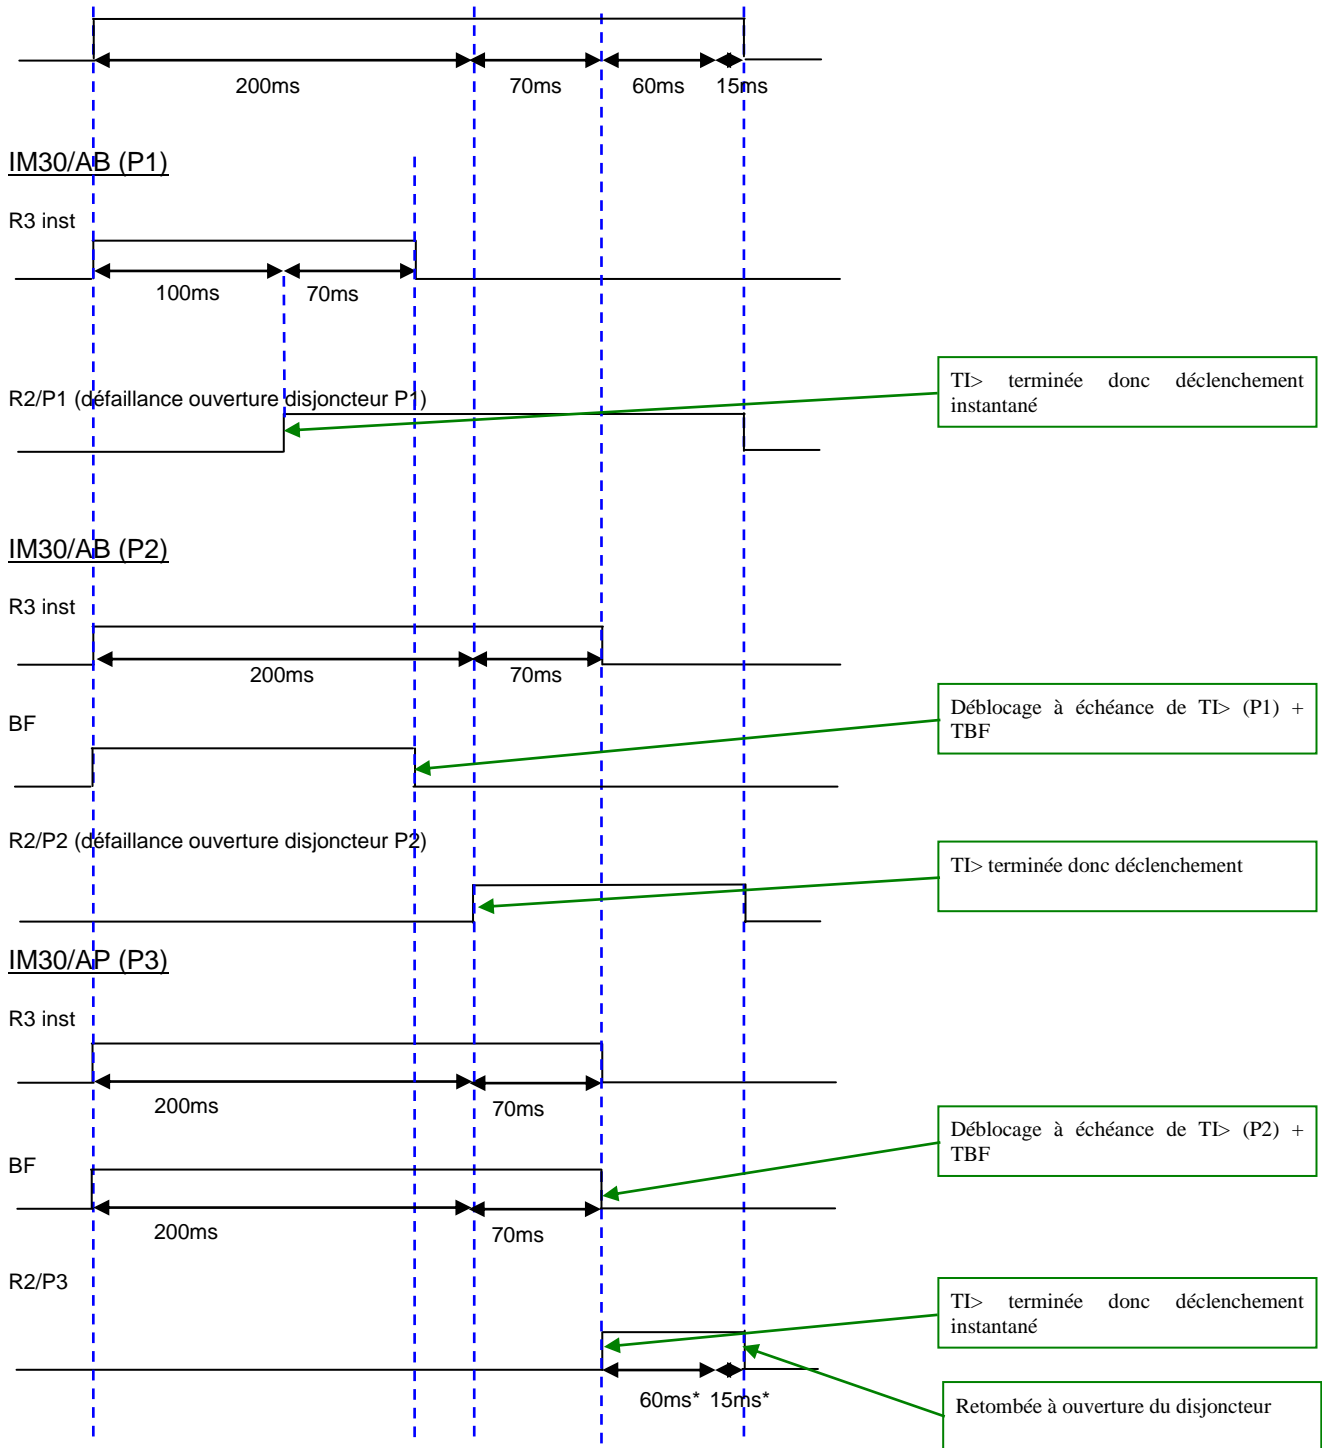 200ms 70ms 60ms 15ms
IM30/AB (P1)
R3 inst
100ms 70ms
TI> terminée donc déclenchement
instantané
R2/P1 (défaillance ouverture disjoncteur P1)
IM30/AB (P2)
R3 inst
200ms 70ms
Déblocage à échéance de TI> (P1) +
TBF
BF
R2/P2 (défaillance ouverture disjoncteur P2)
TI> terminée donc déclenchement
IM30/AP (P3)
R3 inst
200ms 70ms
Déblocage à échéance de TI> (P2) +
TBF
BF
200ms 70ms
R2/P3
TI> terminée donc déclenchement
instantané
60ms* 15ms*
Retombée à ouverture du disjoncteur